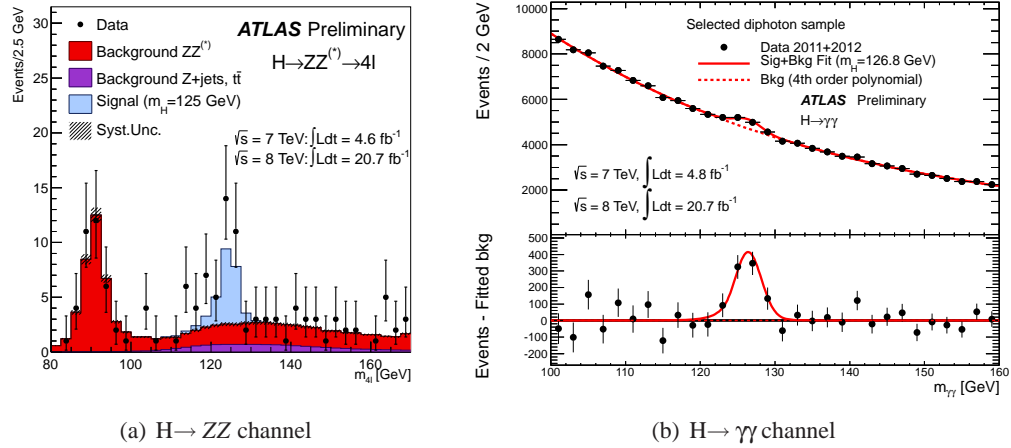 Events/2.5 GeV
30
25
20
15
10
5
0
80
100
120
140
160
m4l [GeV]
Data
Background ZZ(*)
Background Z+jets, tt̄
Signal (mH=125 GeV)
Syst.Unc.
ATLAS Preliminary
H→ZZ(*)→4l
√s = 7 TeV:∫Ldt = 4.6 fb-1
√s = 8 TeV:∫Ldt = 20.7 fb-1
(a) H→ ZZ channel
Events / 2 GeV
10000
8000
6000
4000
2000
Selected diphoton sample
Data 2011+2012
Sig+Bkg Fit (mH=126.8 GeV)
Bkg (4th order polynomial)
ATLAS Preliminary
H→γγ
√s = 7 TeV, ∫Ldt = 4.8 fb-1
√s = 8 TeV, ∫Ldt = 20.7 fb-1
Events - Fitted bkg
500
400
300
200
100
0
-100
-200
100
110
120
130
140
150
160
mγγ [GeV]
(b) H→ γγ channel